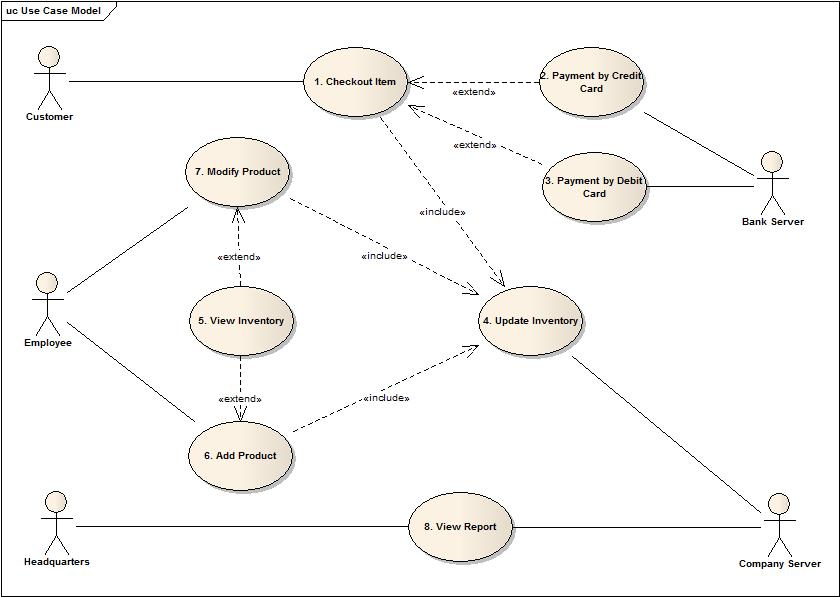 uc Use Case Model
Customer
1. Checkout Item
2. Payment by Credit
Card
«extend»
«extend»
3. Payment by Debit
Card
Bank Server
7. Modify Product
«include»
«extend»
«include»
Employee
5. View Inventory
4. Update Inventory
«extend»
«include»
6. Add Product
Headquarters
8. View Report
Company Server